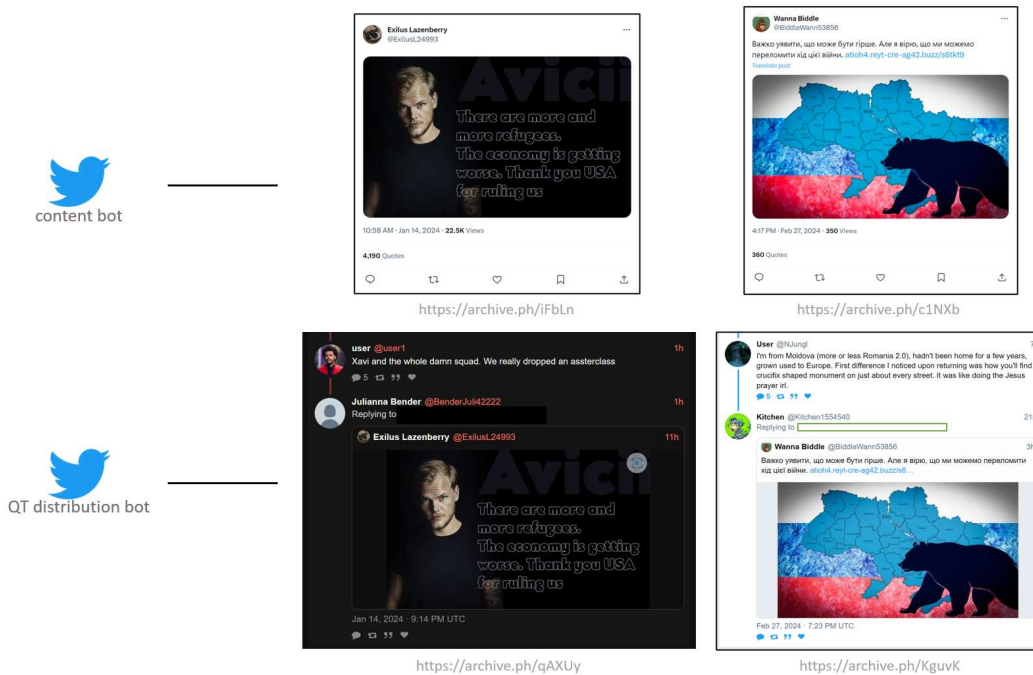 content bot
Exilus Lazenberry
@ExilusL24993
Avicii
There are more and
more refugees.
The economy is getting
worse. Thank you USA
for ruling us
10:58 AM · Jan 14, 2024 · 22.5K Views
4,190 Quotes
https://archive.ph/iFbLn
Wanna Biddle
@BiddleWann53856
Важко уявити, що може бути гірше. Але я вірю, що ми можемо
переломити хід цієї війни. atioh4.reyt-cre-ag42.buzz/s6tkt9
Translate post
4:17 PM · Feb 27, 2024 · 350 Views
360 Quotes
https://archive.ph/c1NXb
QT distribution bot
user @user1 1h
Xavi and the whole damn squad. We really dropped an assterclass
5
Julianna Bender @BenderJuli42222 1h
Replying to
Exilus Lazenberry @ExilusL24993 11h
Avicii
There are more and
more refugees.
The economy is getting
worse. Thank you USA
for ruling us
Jan 14, 2024 · 9:14 PM UTC
https://archive.ph/qAXUy
User @NJungl
I'm from Moldova (more or less Romania 2.0), hadn't been home for a few years,
grown used to Europe. First difference I noticed upon returning was how you'll find
crucifix shaped monument on just about every street. It was like doing the Jesus
prayer irl.
5
Kitchen @Kitchen1554540
Replying to
Wanna Biddle @BiddleWann53856
Важко уявити, що може бути гірше. Але я вірю, що ми можемо переломити
хід цієї війни. atioh4.reyt-cre-ag42.buzz/s6…
Feb 27, 2024 · 7:23 PM UTC
https://archive.ph/KguvK